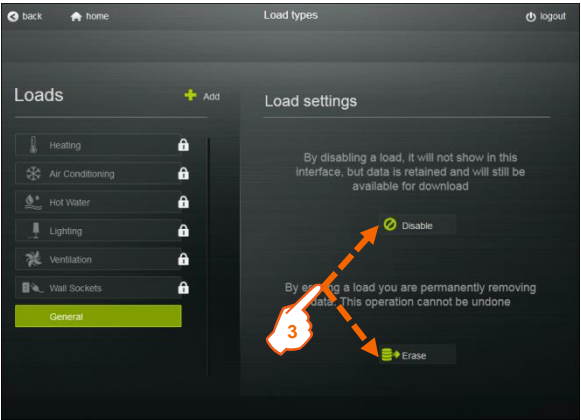 back
home
Load types
logout
Loads
Add
Load settings
Heating
Air Conditioning
Hot Water
Lighting
Ventilation
Wall Sockets
General
By disabling a load, it will not show in this
interface, but data is retained and will still be
available for download
Disable
By a load you are permanently removing
data. This operation cannot be undone
3
Erase